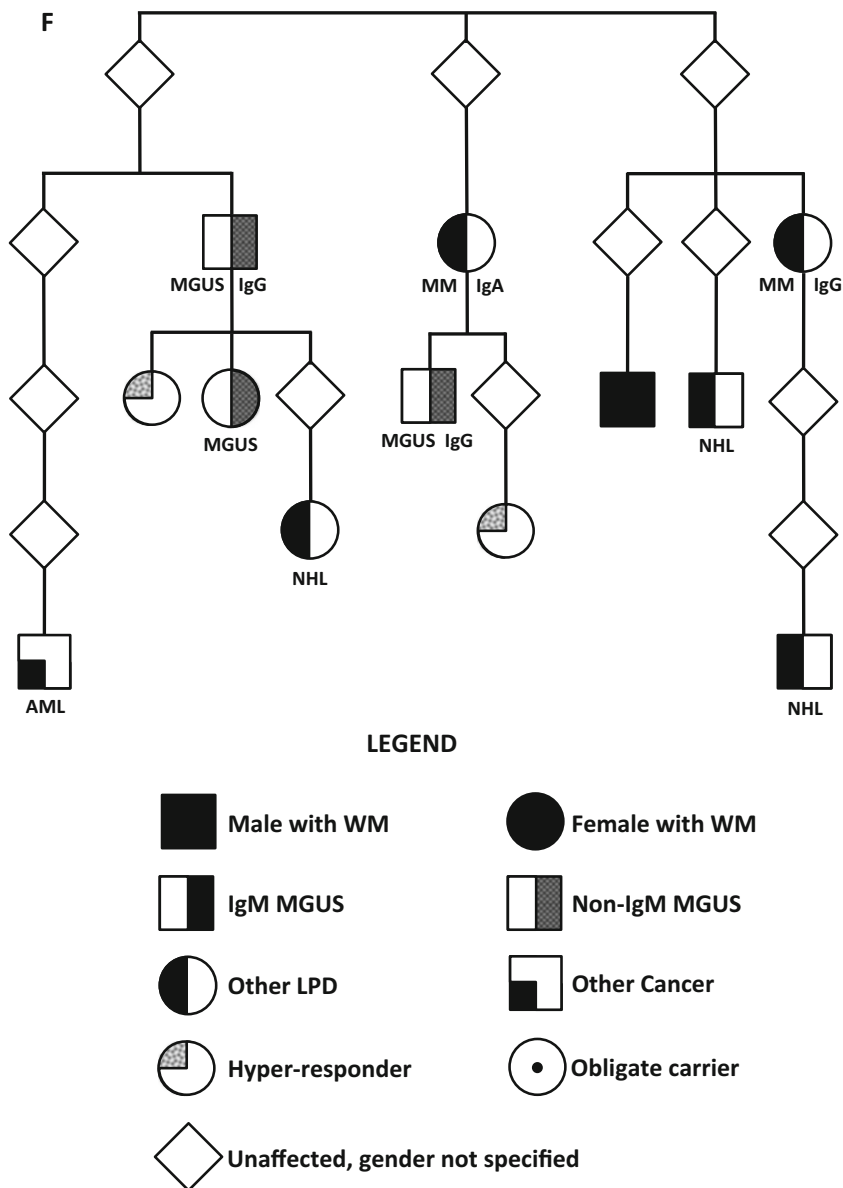 F
MGUS IgG
MM IgA
MM IgG
MGUS
MGUS IgG
NHL
NHL
AML
NHL
LEGEND
Male with WM
Female with WM
IgM MGUS
Non-IgM MGUS
Other LPD
Other Cancer
Hyper-responder
Obligate carrier
Unaffected, gender not specified